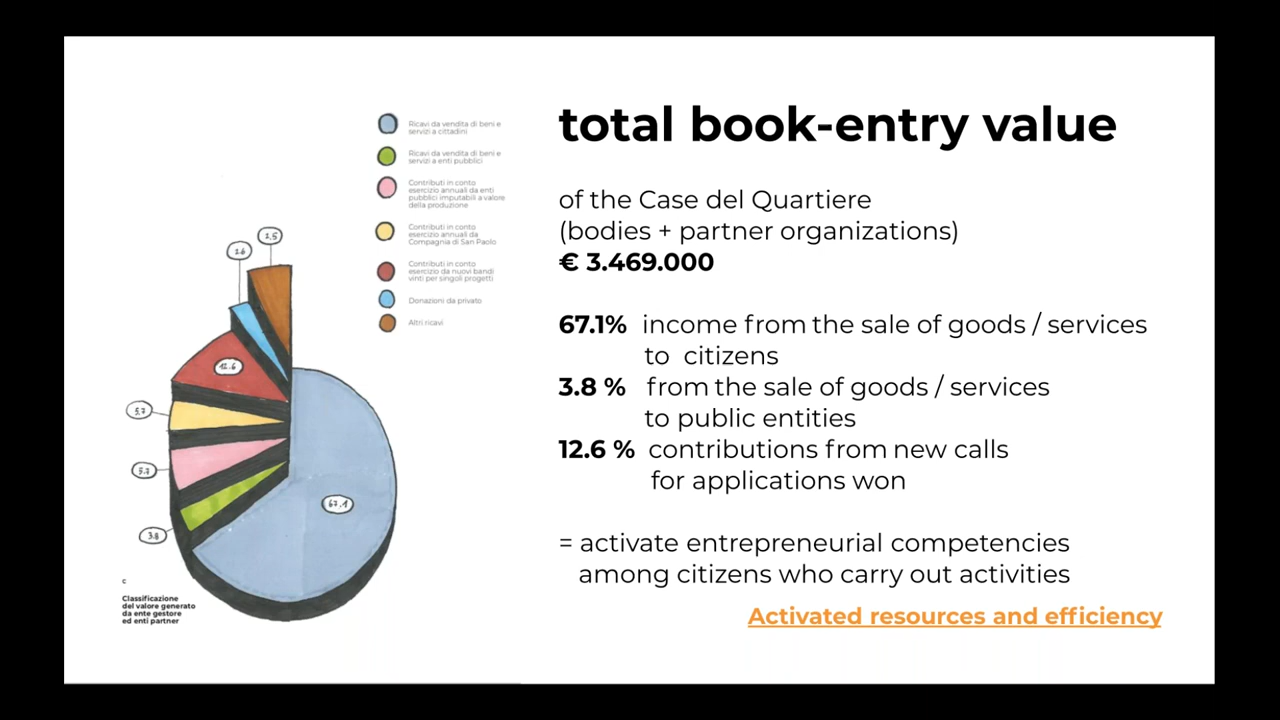 total book-entry value
of the Case del Quartiere
(bodies + partner organizations)
€ 3.469.000
67.1% income from the sale of goods / services
to citizens
3.8 % from the sale of goods / services
to public entities
12.6 % contributions from new calls
for applications won
= activate entrepreneurial competencies
among citizens who carry out activities
Activated resources and efficiency
Ricavi da vendita di beni e
servizi a cittadini
Ricavi da vendita di beni e
servizi a enti pubblici
Contributi in conto
esercizio annuali da enti
pubblici imputabili a valore
della produzione
Contributi in conto
esercizio annuali da
Compagnia di San Paolo
Contributi in conto
esercizio da nuovi bandi
vinti per singoli progetti
Donazioni da privato
Altri ricavi
1.6
12.6
5.7
3.8
67.1
c
Classificazione
del valore generato
da ente gestore
ed enti partner